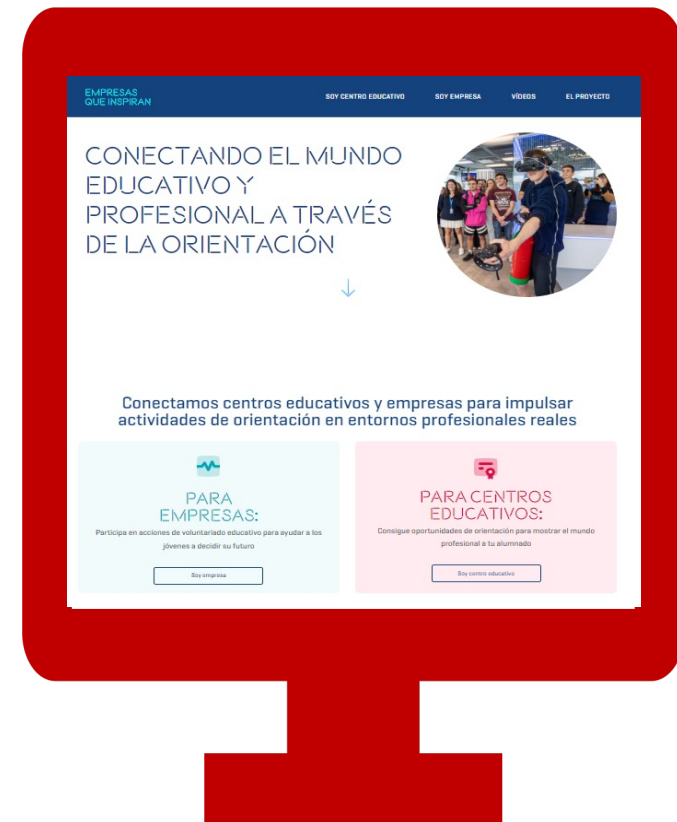 EMPRESAS
QUE INSPIRAN
SOY CENTRO EDUCATIVO SOY EMPRESA VÍDEOS EL PROYECTO
CONECTANDO EL MUNDO
EDUCATIVO Y
PROFESIONAL A TRAVÉS
DE LA ORIENTACIÓN
Conectamos centros educativos y empresas para impulsar
actividades de orientación en entornos profesionales reales
PARA
EMPRESAS:
Participa en acciones de voluntariado educativo para ayudar a los
jóvenes a decidir su futuro
Soy empresa
PARA CENTROS
EDUCATIVOS:
Consigue oportunidades de orientación para mostrar el mundo
profesional a tu alumnado
Soy centro educativo